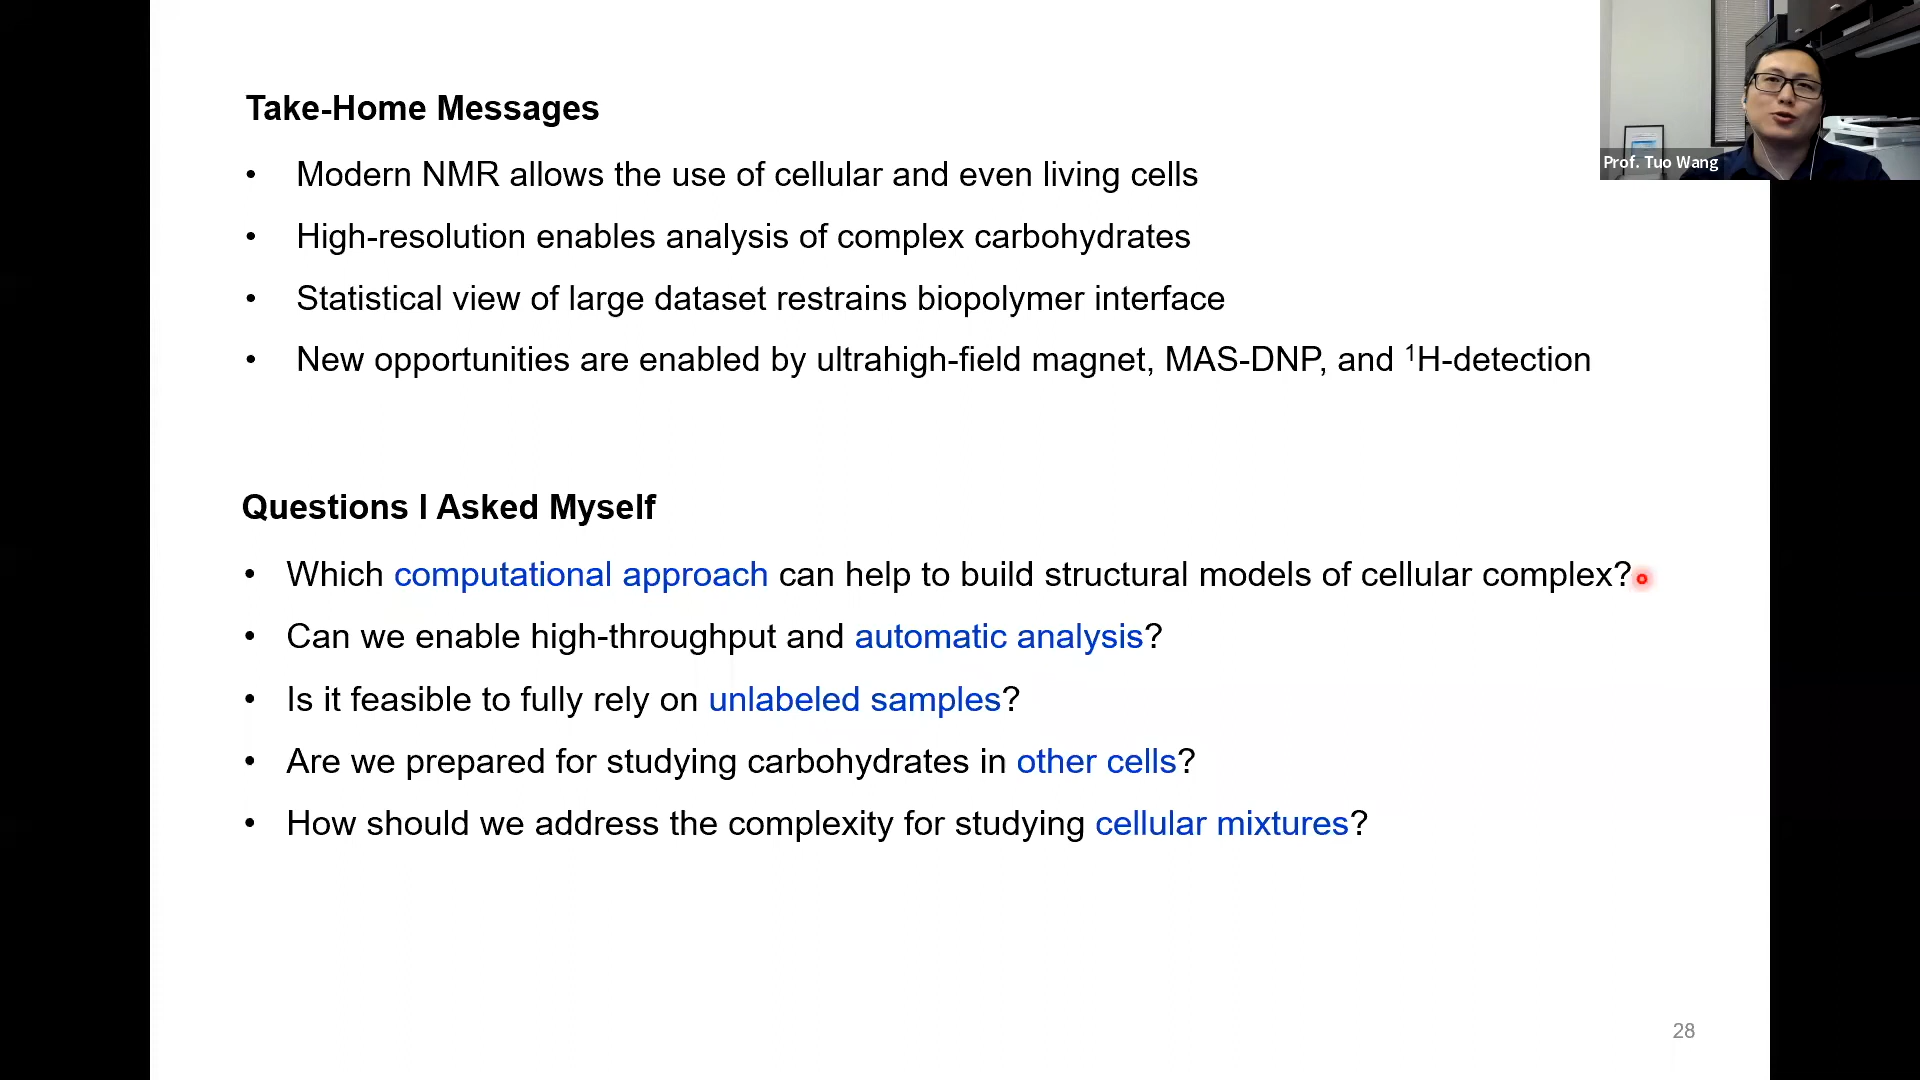 Prof. Tuo Wang
Take-Home Messages
• Modern NMR allows the use of cellular and even living cells
• High-resolution enables analysis of complex carbohydrates
• Statistical view of large dataset restrains biopolymer interface
• New opportunities are enabled by ultrahigh-field magnet, MAS-DNP, and ¹H-detection
Questions I Asked Myself
• Which computational approach can help to build structural models of cellular complex?
• Can we enable high-throughput and automatic analysis?
• Is it feasible to fully rely on unlabeled samples?
• Are we prepared for studying carbohydrates in other cells?
• How should we address the complexity for studying cellular mixtures?
28